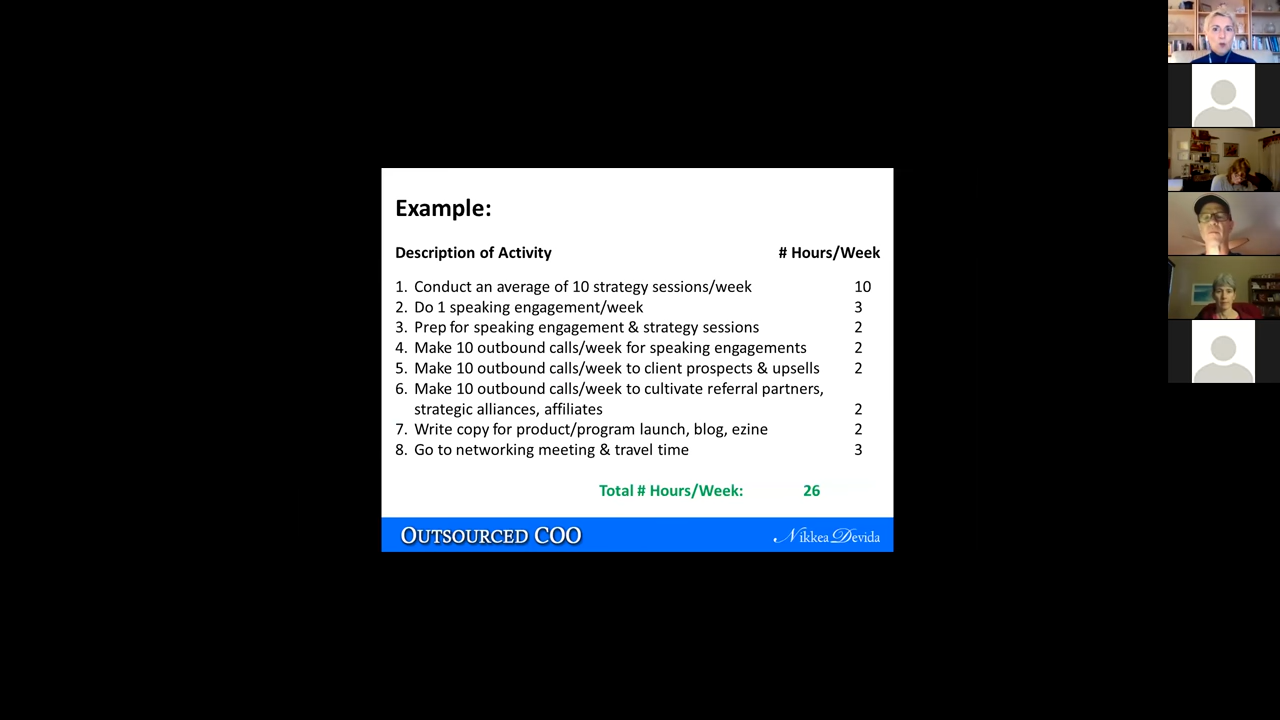 Example:
Description of Activity # Hours/Week
1. Conduct an average of 10 strategy sessions/week 10
2. Do 1 speaking engagement/week 3
3. Prep for speaking engagement & strategy sessions 2
4. Make 10 outbound calls/week for speaking engagements 2
5. Make 10 outbound calls/week to client prospects & upsells 2
6. Make 10 outbound calls/week to cultivate referral partners,
strategic alliances, affiliates 2
7. Write copy for product/program launch, blog, ezine 2
8. Go to networking meeting & travel time 3
Total # Hours/Week: 26
OUTSOURCED COO Nikkea Devida